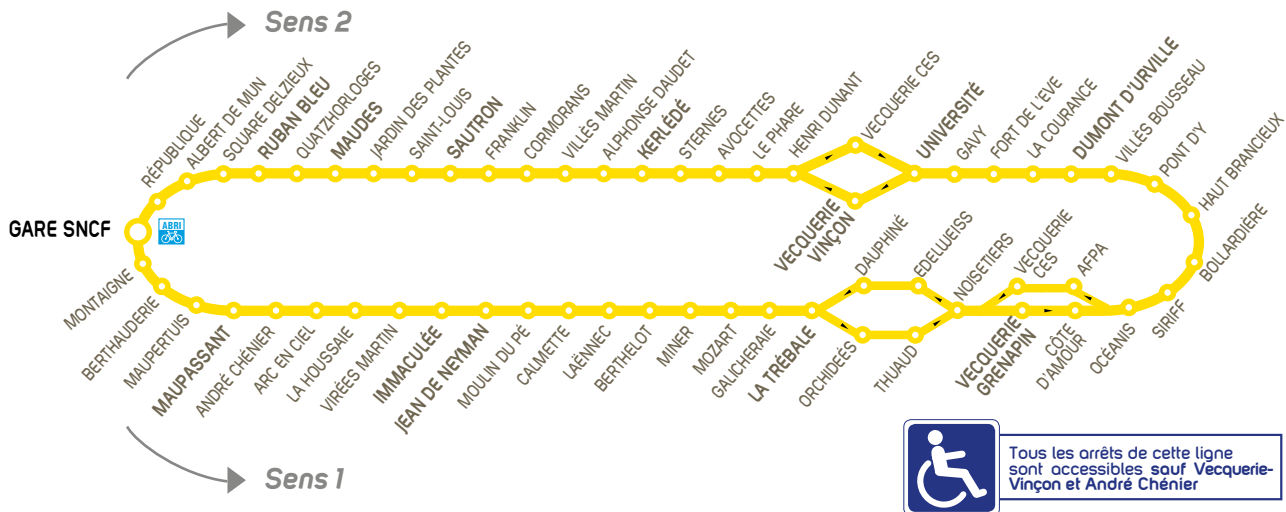 Sens 2
GARE SNCF
ABRI
RÉPUBLIQUE
ALBERT DE MUN
SQUARE DELZIEUX
RUBAN BLEU
QUATZHORLOGES
MAUDES
JARDIN DES PLANTES
SAINT-LOUIS
SAUTRON
FRANKLIN
CORMORANS
VILLÈS MARTIN
ALPHONSE DAUDET
KERLÉDÉ
STERNES
AVOCETTES
LE PHARE
HENRI DUNANT
VECQUERIE CES
VECQUERIE
VINÇON
UNIVERSITÉ
GAVY
FORT DE L'EVE
LA COURANCE
DUMONT D'URVILLE
VILLÈS BOUSSEAU
PONT D'Y
HAUT BRANCIEUX
BOLLARDIÈRE
SIRIFF
OCÉANIS
AFPA
VECQUERIE
CES
CÔTE
D'AMOUR
VECQUERIE
GRENAPIN
NOISETIERS
EDELWEISS
DAUPHINÉ
THUAUD
ORCHIDÉES
LA TRÉBALE
GALICHERAIE
MOZART
MINER
BERTHELOT
LAËNNEC
CALMETTE
MOULIN DU PÉ
JEAN DE NEYMAN
IMMACULÉE
VIRÉES MARTIN
LA HOUSSAIE
ARC EN CIEL
ANDRÉ CHÉNIER
MAUPASSANT
MAUPERTUIS
BERTHAUDERIE
MONTAIGNE
Sens 1
Tous les arrêts de cette ligne
sont accessibles sauf Vecquerie-
Vinçon et André Chénier